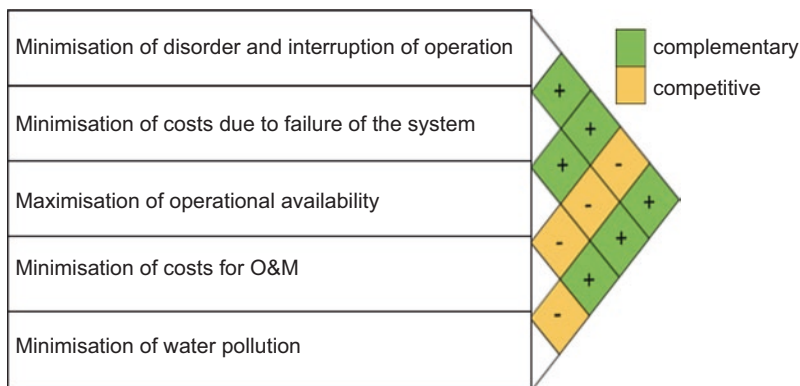 Minimisation of disorder and interruption of operation
complementary
competitive
+
Minimisation of costs due to failure of the system
+
-
+
Maximisation of operational availability
-
+
-
+
Minimisation of costs for O&M
+
-
Minimisation of water pollution